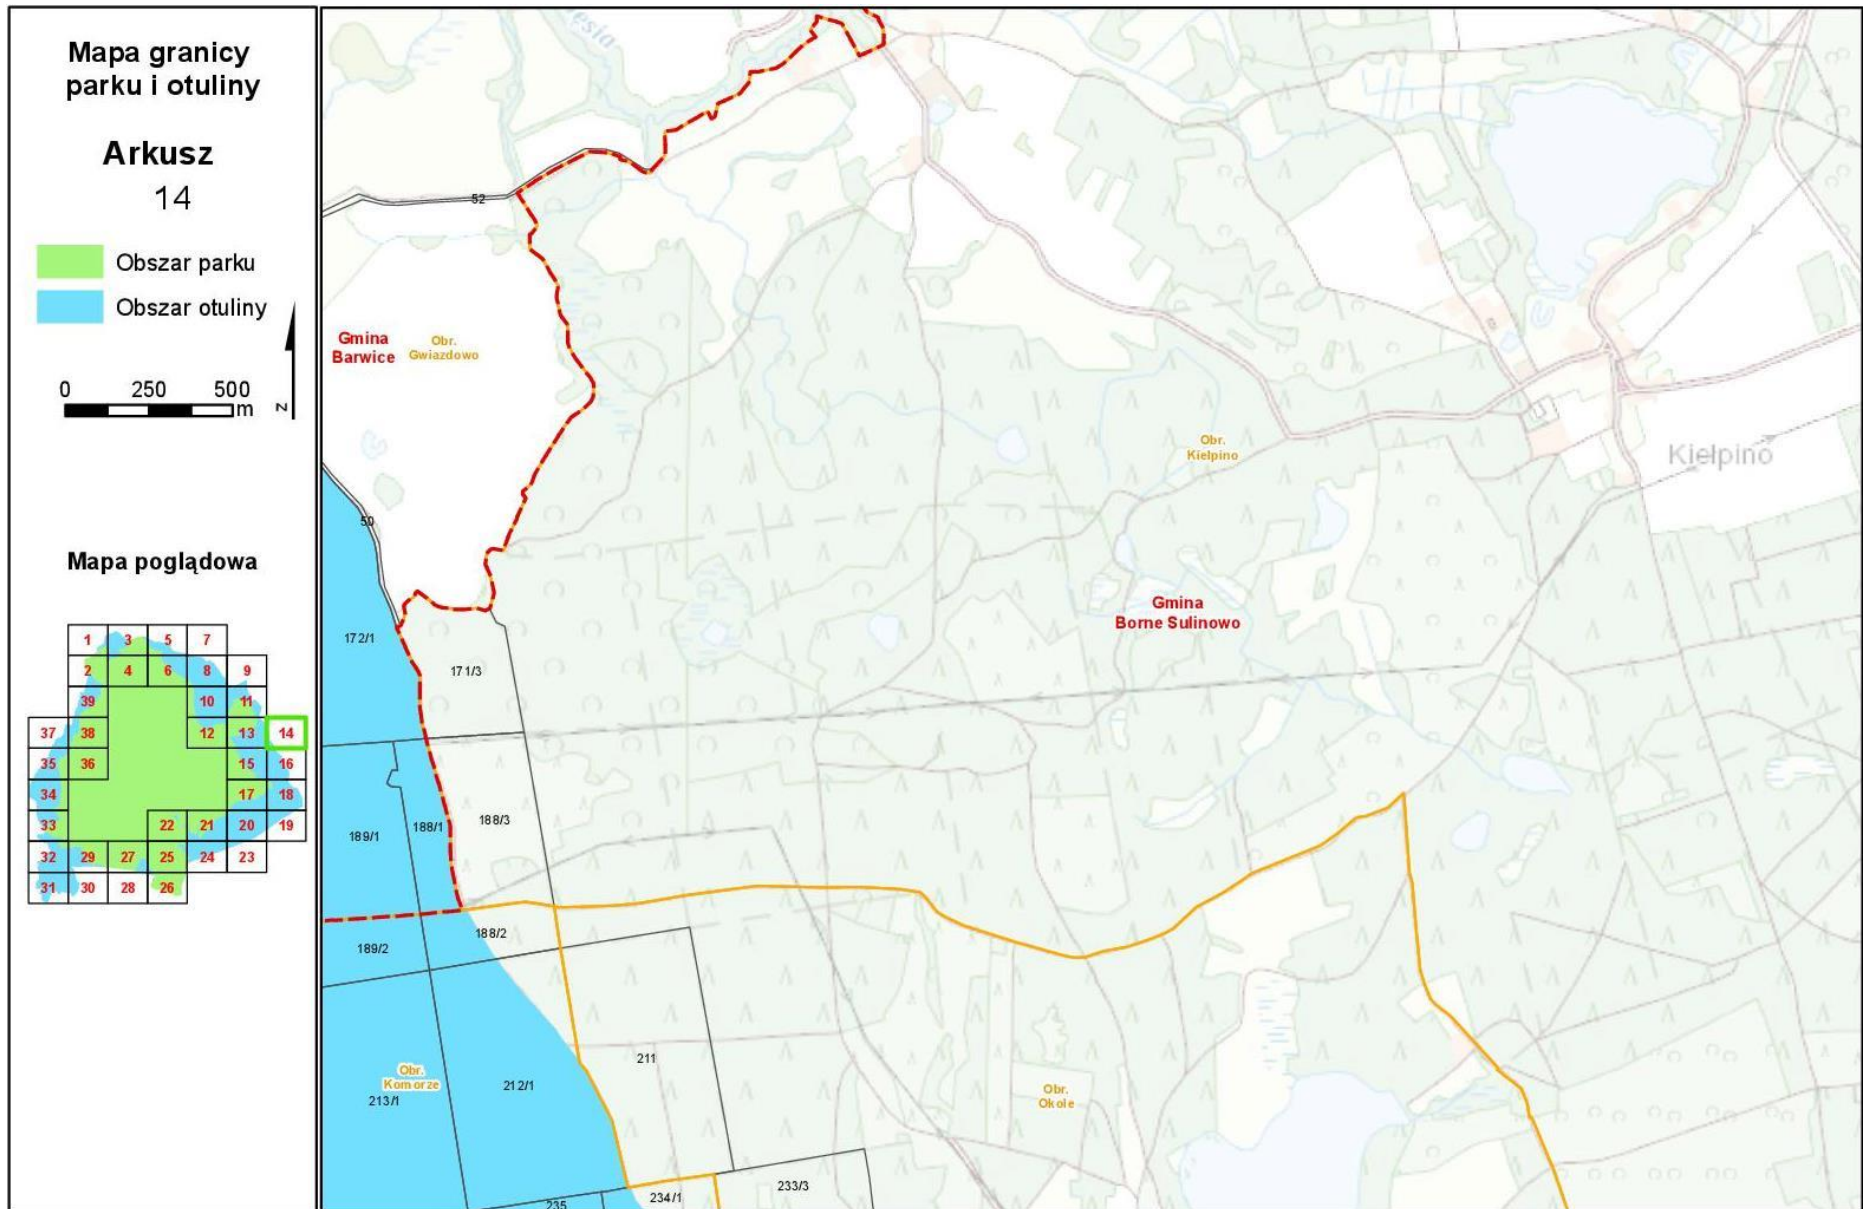 Mapa granicy
parku i otuliny
Arkusz
14
Obszar parku
Obszar otuliny
0 250 500
m
z
Mapa poglądowa
1 3 5 7
2 4 6 8 9
39 10 11
37 38 12 13 14
35 36 15 16
34 17 18
33 22 21 20 19
32 29 27 25 24 23
31 30 28 26
52
Gmina
Barwice
Obr.
Gwiazdowo
50
Obr.
Kiełpino
Kiełpino
Gmina
Borne Sulinowo
172/1
171/3
189/1
188/1
188/3
189/2
188/2
Obr.
Komorze
213/1
212/1
211
Obr.
Okole
235
234/1
233/3